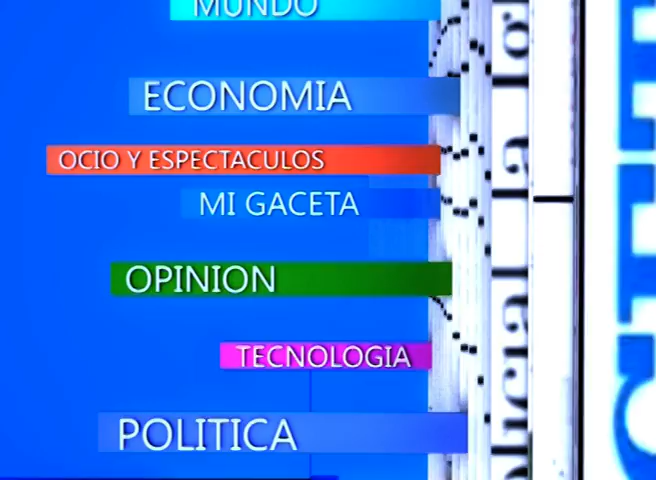 MUNDO
ECONOMIA
OCIO Y ESPECTACULOS
MI GACETA
OPINION
TECNOLOGIA
POLITICA